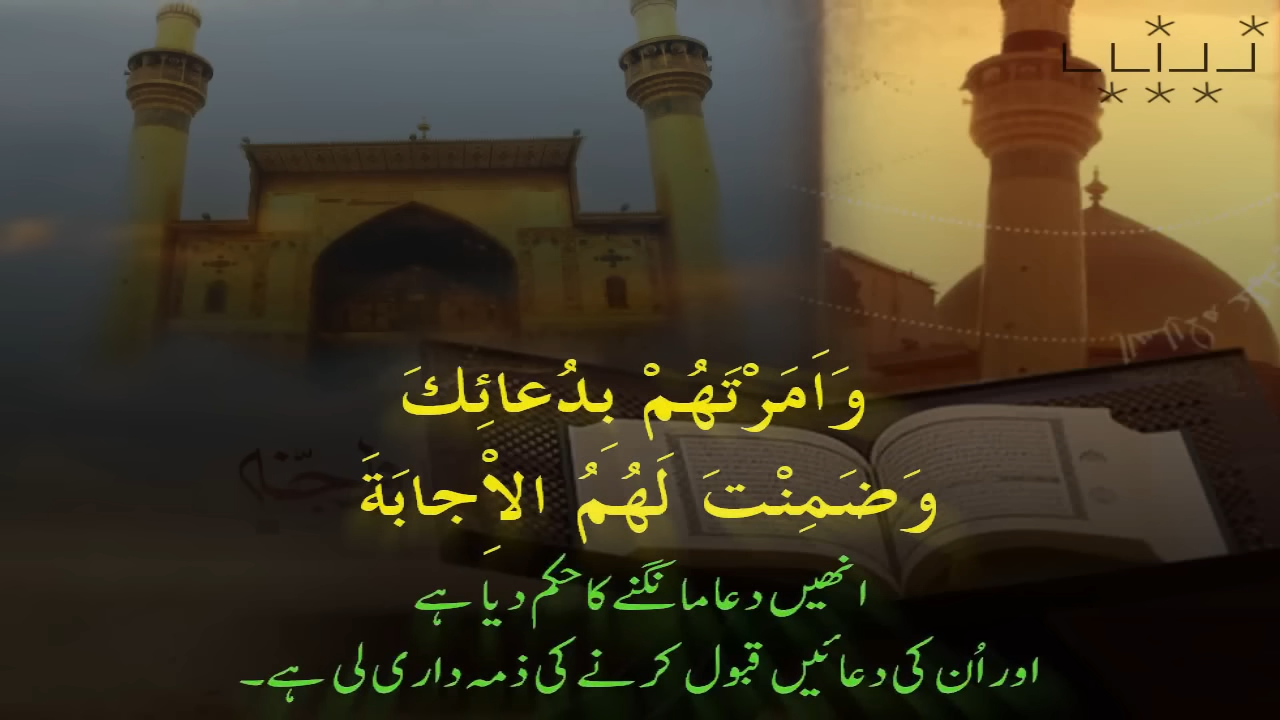 وَاَمَرْتَهُمْ بِدُعائِكَ
وَضَمِنْتَ لَهُمُ الاِْجابَةَ
انھیں دعا مانگنے کا حکم دیا ہے
اور اُن کی دعائیں قبول کرنے کی ذمہ داری لی ہے۔